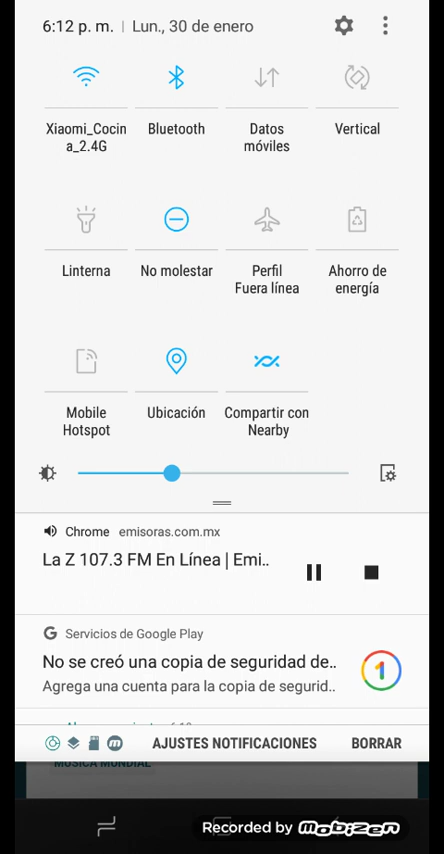 6:12 p. m. | Lun., 30 de enero
Xiaomi_Cocin
a_2.4G
Bluetooth
Datos
móviles
Vertical
Linterna
No molestar
Perfil
Fuera línea
Ahorro de
energía
Mobile
Hotspot
Ubicación
Compartir con
Nearby
Chrome emisoras.com.mx
La Z 107.3 FM En Línea | Emi..
Servicios de Google Play
No se creó una copia de seguridad de..
Agrega una cuenta para la copia de segurid..
AJUSTES NOTIFICACIONES
BORRAR
MÚSICA MUNDIAL
Recorded by Mobizen